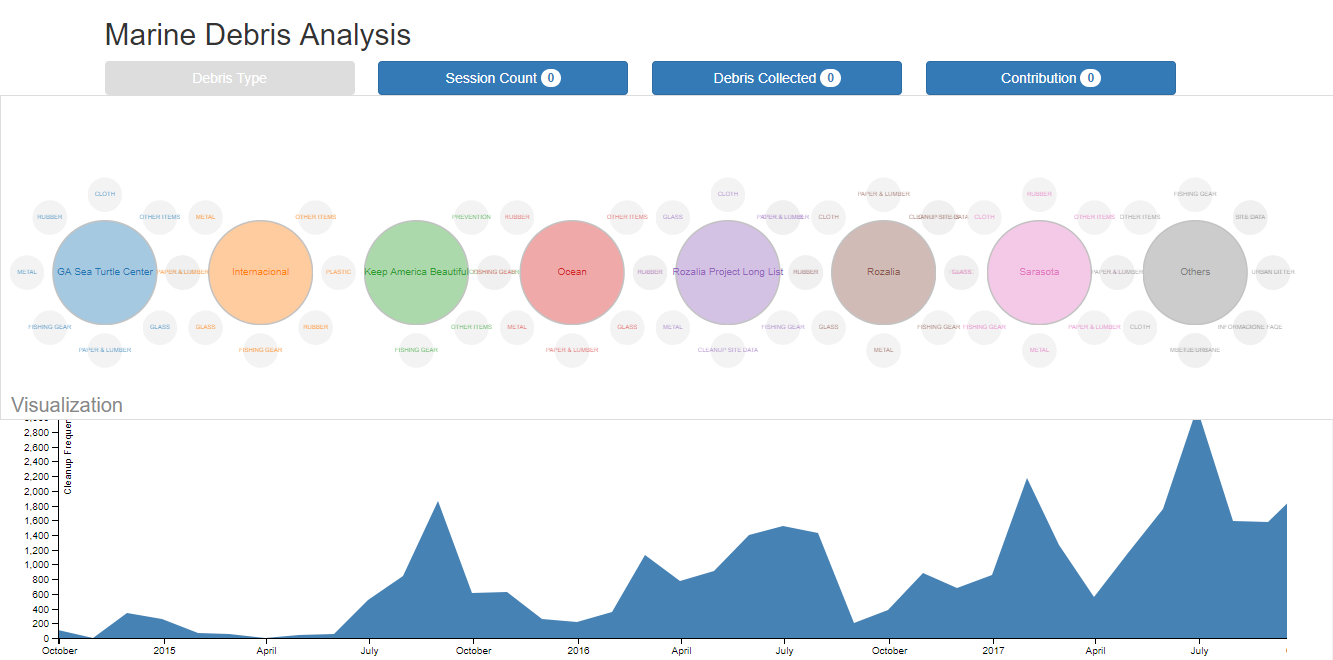 Marine Debris Analysis
Debris Type
Session Count 0
Debris Collected 0
Contribution 0
CLOTH
RUBBER
OTHER ITEMS
METAL
GA Sea Turtle Center
PAPER & LUMBER
FISHING GEAR
GLASS
PAPER & LUMBER
METAL
OTHER ITEMS
Internacional
PLASTIC
GLASS
RUBBER
FISHING GEAR
PREVENTION
Keep America Beautiful
OTHER ITEMS
FISHING GEAR
RUBBER
OTHER ITEMS
FISHING GEAR
Ocean
RUBBER
METAL
GLASS
PAPER & LUMBER
CLOTH
GLASS
PAPER & LUMBER
Rozalia Project Long List
RUBBER
METAL
FISHING GEAR
CLEANUP SITE DATA
PAPER & LUMBER
CLOTH
CLEANUP SITE DATA
Rozalia
GLASS
GLASS
FISHING GEAR
METAL
RUBBER
CLOTH
OTHER ITEMS
Sarasota
PAPER & LUMBER
FISHING GEAR
PAPER & LUMBER
METAL
FISHING GEAR
OTHER ITEMS
SITE DATA
Others
URBAN LITTER
CLOTH
Visualization
Cleanup Frequen
2,800
2,600
2,400
2,200
2,000
1,800
1,600
1,400
1,200
1,000
800
600
400
200
0
October
2015
April
July
October
2016
April
July
October
2017
April
July